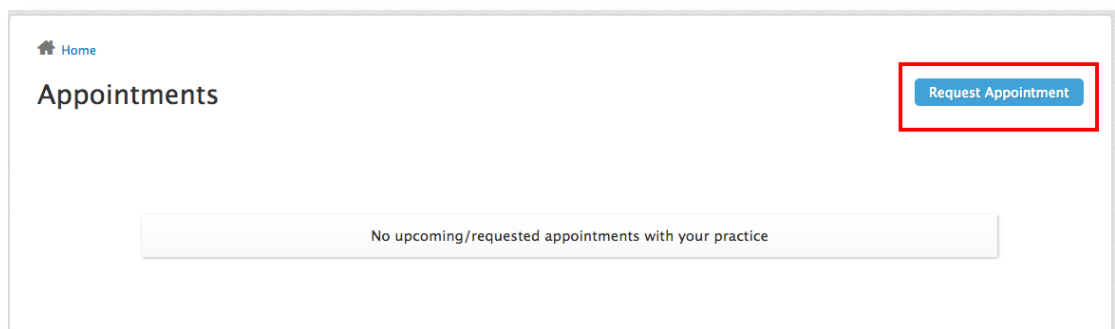 Home
Appointments
Request Appointment
No upcoming/requested appointments with your practice